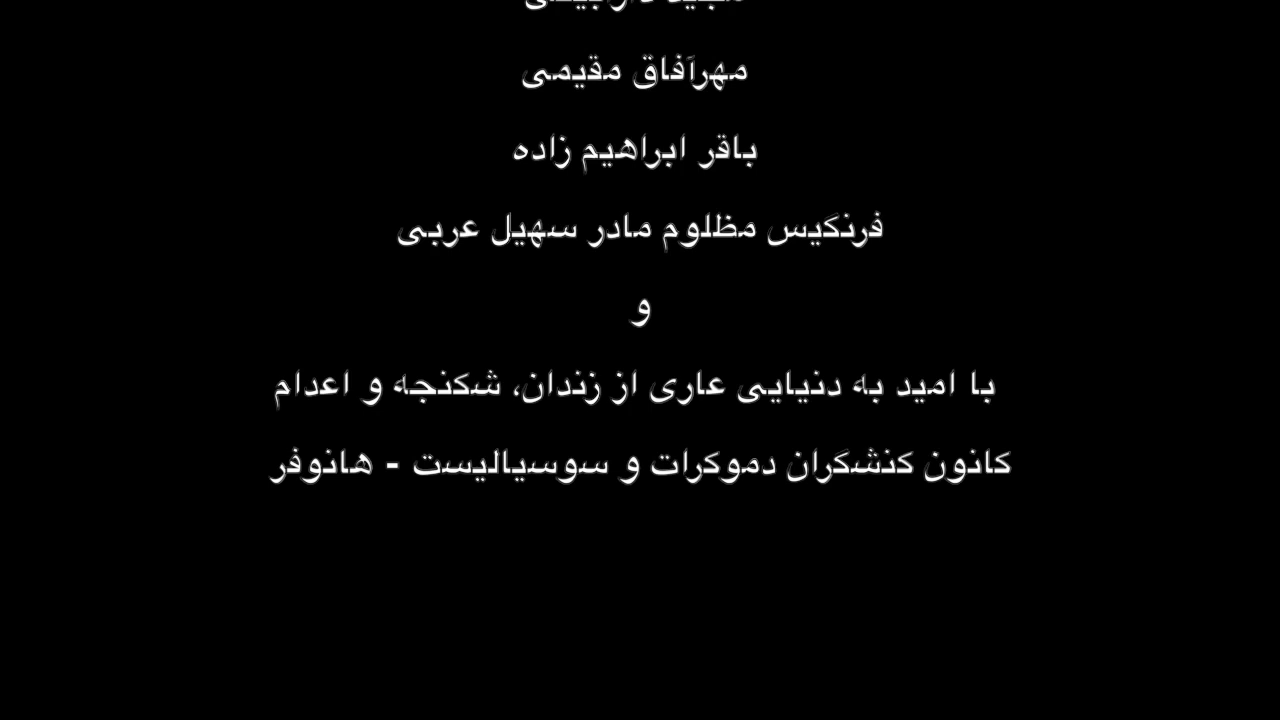 مهرآفاق مقیمی
باقر ابراهیم زاده
فرنگیس مظلوم مادر سهیل عربی
و
با امید به دنیایی عاری از زندان، شکنجه و اعدام
کانون کنشگران دموکرات و سوسیالیست - هانوفر